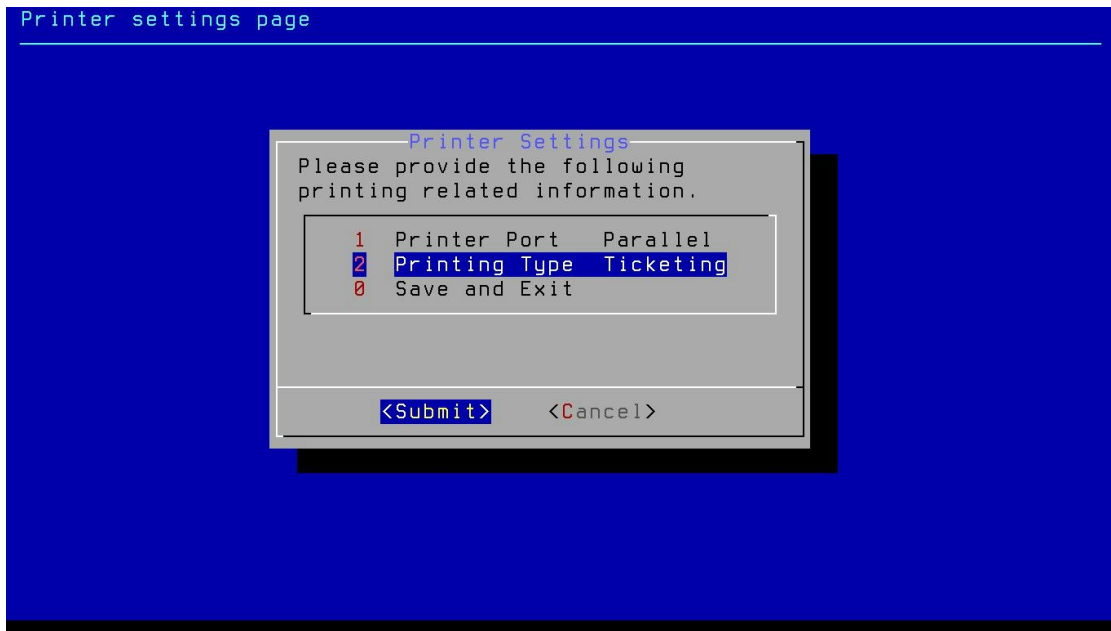 Printer settings page
Printer Settings
Please provide the following
printing related information.
1 Printer Port Parallel
2 Printing Type Ticketing
0 Save and Exit
<Submit> <Cancel>